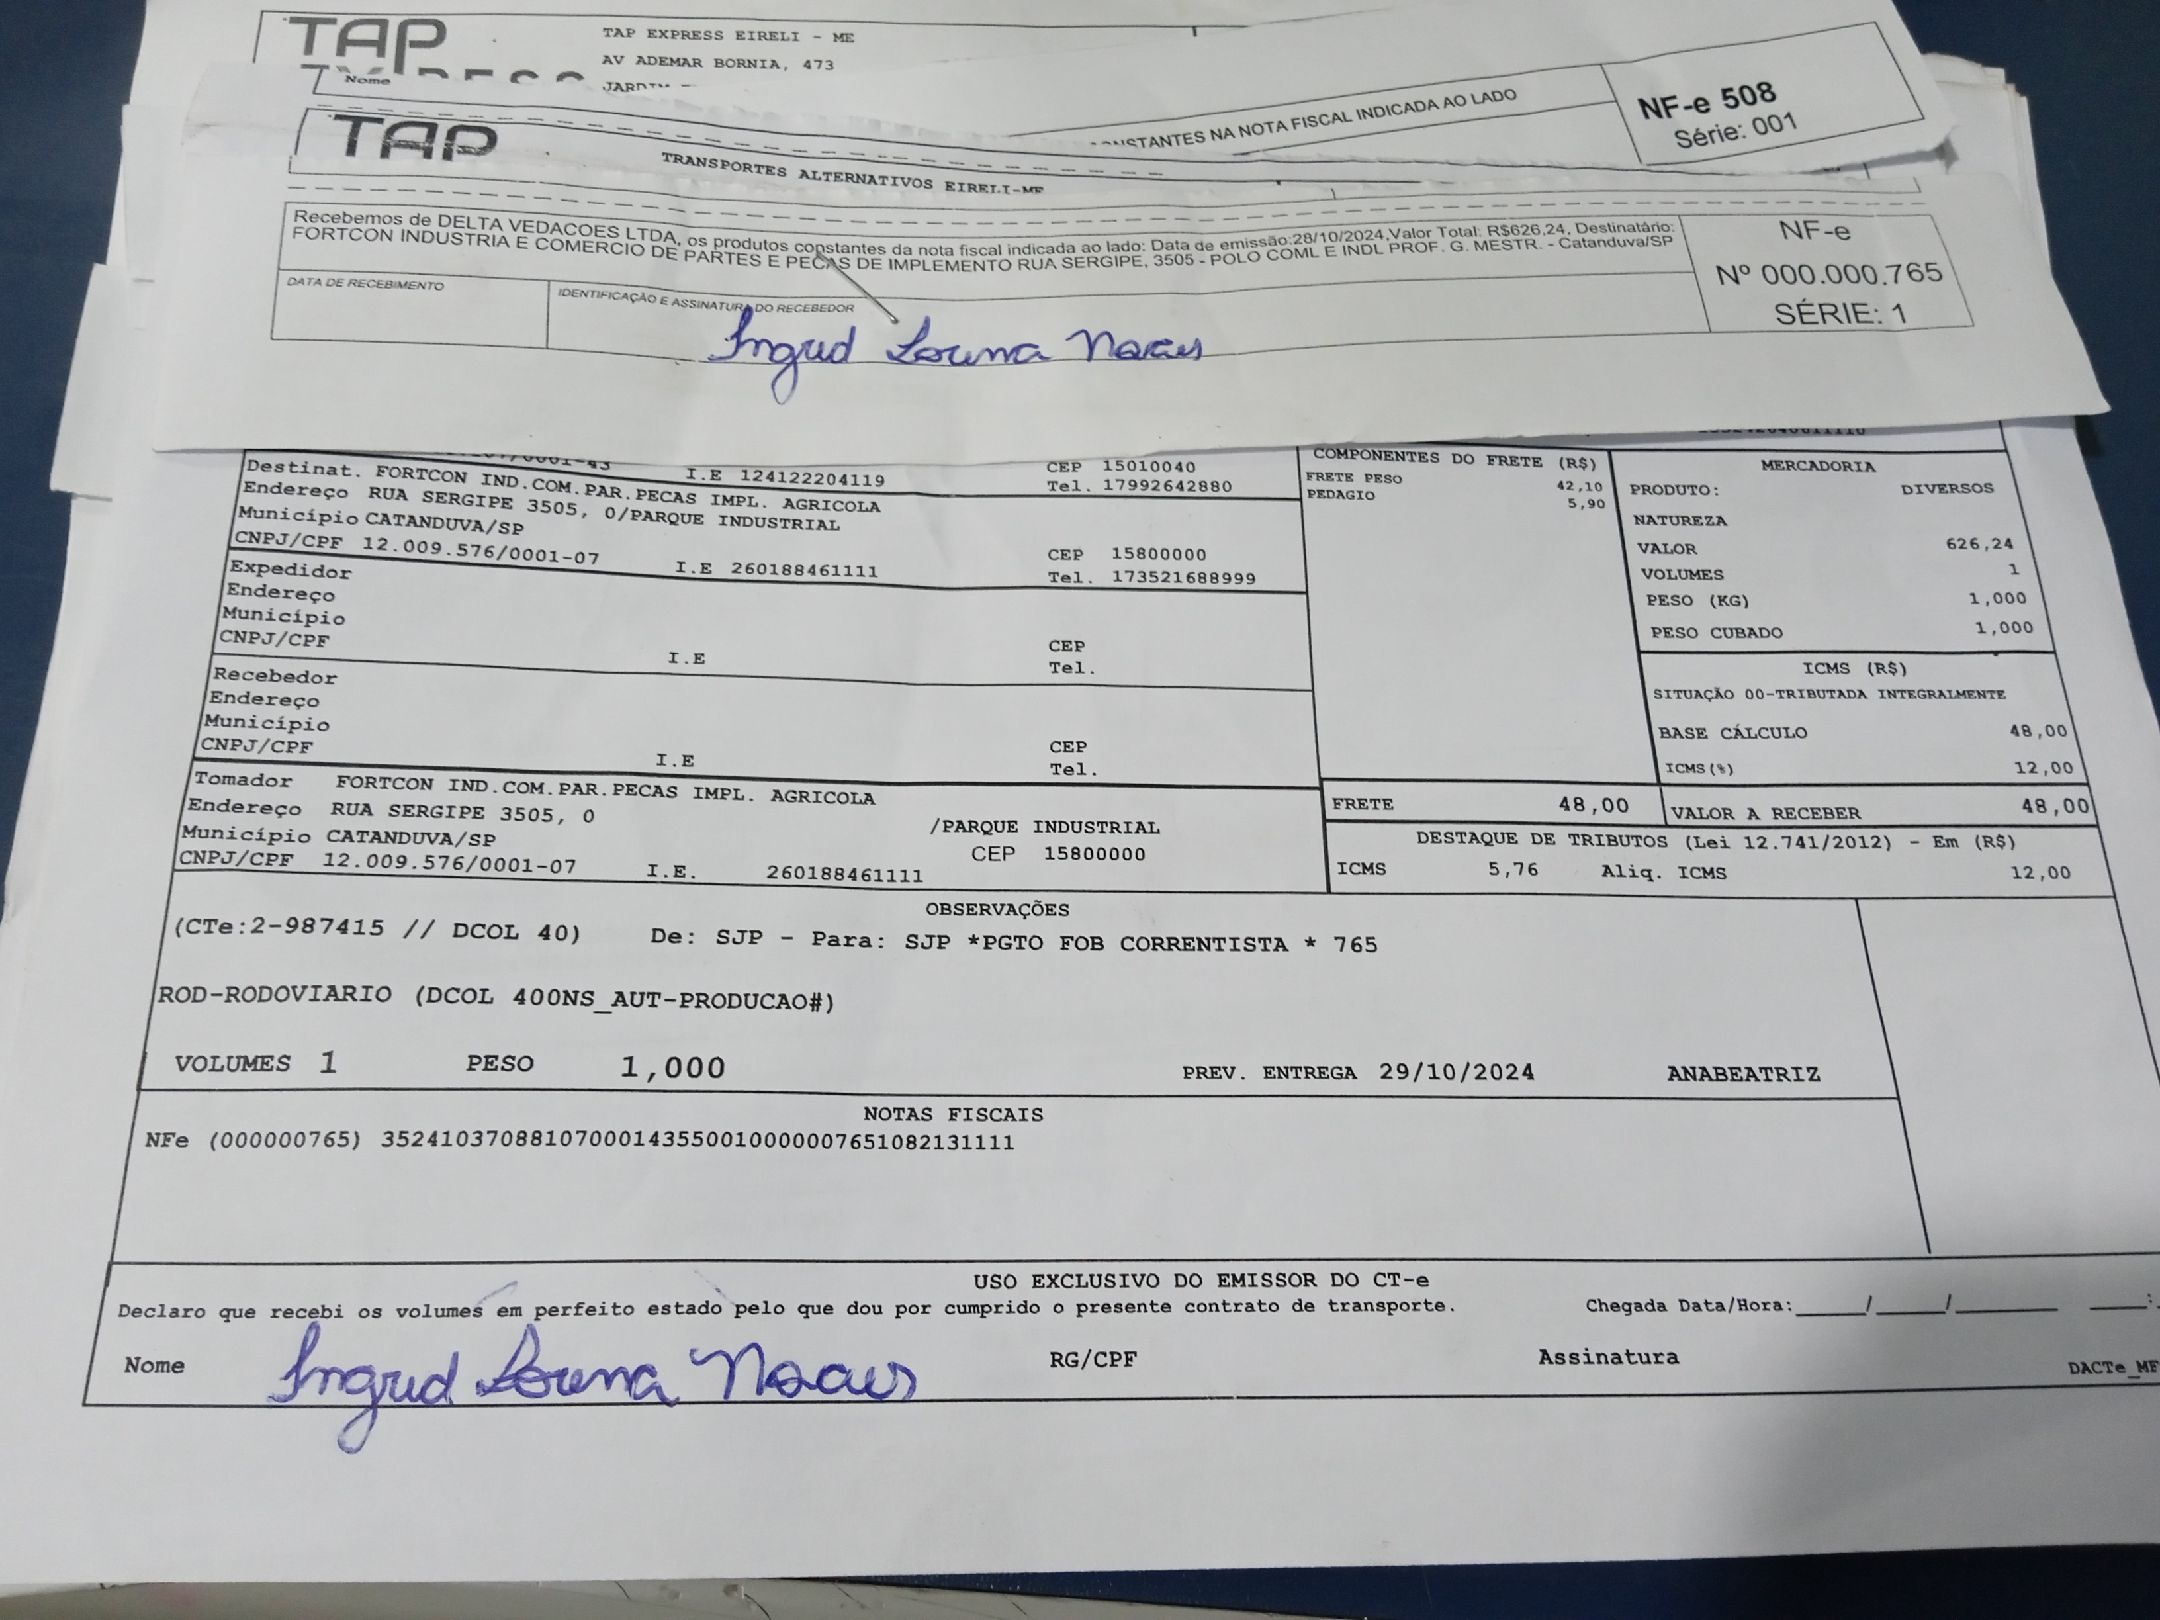 TAP
TAP EXPRESS EIRELI - ME
AV ADEMAR BORNIA, 473
Nome
CONSTANTES NA NOTA FISCAL INDICADA AO LADO
NF-e 508
Série: 001
TAP
TRANSPORTES ALTERNATIVOS EIRELI-ME
Recebemos de DELTA VEDACOES LTDA, os produtos constantes da nota fiscal indicada ao lado: Data de emissão:28/10/2024,Valor Total: R$626,24, Destinatário:
FORTCON INDUSTRIA E COMERCIO DE PARTES E PECAS DE IMPLEMENTO RUA SERGIPE, 3505 - POLO COML E INDL PROF. G. MESTR. - Catanduva/SP
NF-e
Nº 000.000.765
SÉRIE: 1
DATA DE RECEBIMENTO
IDENTIFICAÇÃO E ASSINATURA DO RECEBEDOR
Ingrid Lorena Novaes
I.E 124122204119
CEP 15010040
Tel. 17992642880
Destinat. FORTCON IND.COM.PAR.PECAS IMPL. AGRICOLA
Endereço RUA SERGIPE 3505, 0/PARQUE INDUSTRIAL
Município CATANDUVA/SP CEP 15800000
CNPJ/CPF 12.009.576/0001-07 I.E 260188461111 Tel. 173521688999
Expedidor
Endereço
Município CEP
CNPJ/CPF I.E Tel.
Recebedor
Endereço
Município CEP
CNPJ/CPF I.E Tel.
Tomador FORTCON IND.COM.PAR.PECAS IMPL. AGRICOLA
Endereço RUA SERGIPE 3505, 0 /PARQUE INDUSTRIAL
Município CATANDUVA/SP CEP 15800000
CNPJ/CPF 12.009.576/0001-07 I.E. 260188461111
COMPONENTES DO FRETE (R$)
FRETE PESO 42,10
PEDAGIO 5,90
FRETE 48,00
MERCADORIA
PRODUTO: DIVERSOS
NATUREZA
VALOR 626,24
VOLUMES 1
PESO (KG) 1,000
PESO CUBADO 1,000
ICMS (R$)
SITUAÇÃO 00-TRIBUTADA INTEGRALMENTE
BASE CÁLCULO 48,00
ICMS(%) 12,00
VALOR A RECEBER 48,00
DESTAQUE DE TRIBUTOS (Lei 12.741/2012) - Em (R$)
ICMS 5,76 Aliq. ICMS 12,00
OBSERVAÇÕES
(CTe:2-987415 // DCOL 40) De: SJP - Para: SJP *PGTO FOB CORRENTISTA * 765
ROD-RODOVIARIO (DCOL 400NS_AUT-PRODUCAO#)
VOLUMES 1 PESO 1,000 PREV. ENTREGA 29/10/2024 ANABEATRIZ
NOTAS FISCAIS
NFe (000000765) 35241037088107000143550010000007651082131111
USO EXCLUSIVO DO EMISSOR DO CT-e
Declaro que recebi os volumes em perfeito estado pelo que dou por cumprido o presente contrato de transporte. Chegada Data/Hora:____/____/______ ____:
Nome Ingrid Lorena Novaes RG/CPF Assinatura
DACTe_MF